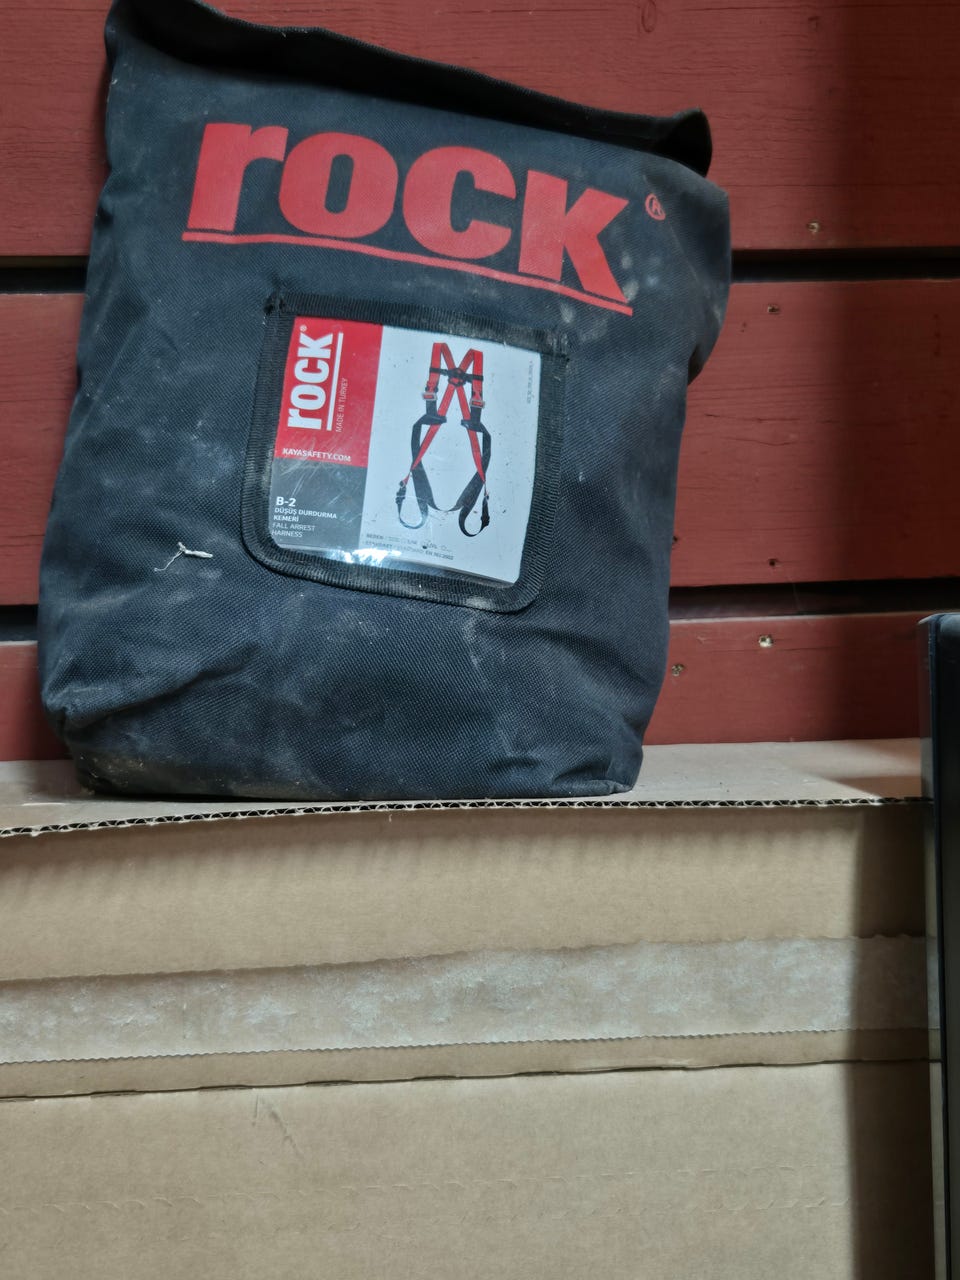 rock®
rock®
MADE IN TURKEY
KAYASAFETY.COM
B-2
DÜŞÜŞ DURDURMA
KEMERİ
FALL ARREST
HARNESS